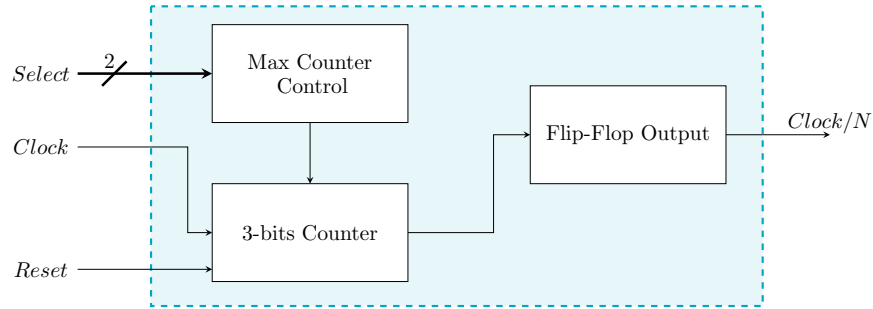 2
Select
Max Counter
Control
Clock
Flip-Flop Output
Clock/N
3-bits Counter
Reset